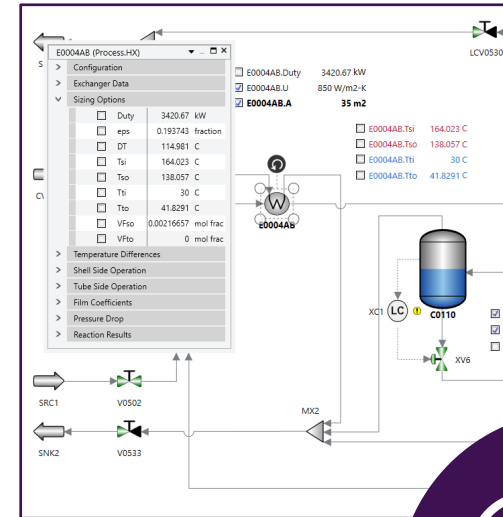 LCV0530
S
E0004AB (Process.HX)
> Configuration
> Exchanger Data
Sizing Options
Duty 3420.67 kW
eps 0.193743 fraction
DT 114.981 C
Tsi 164.023 C
Tso 138.057 C
Tti 30 C
Tto 41.8291 C
VFso 0.00216657 mol frac
VFto 0 mol frac
> Temperature Differences
> Shell Side Operation
> Tube Side Operation
> Film Coefficients
> Pressure Drop
> Reaction Results
E0004AB.Duty 3420.67 kW
E0004AB.U 850 W/m2-K
E0004AB.A 35 m2
E0004AB.Tsi 164.023 C
E0004AB.Tso 138.057 C
E0004AB.Tti 30 C
E0004AB.Tto 41.8291 C
W
E0004AB
XC1 LC C0110
XV6
SRC1 V0502
MX2
SNK2 V0533